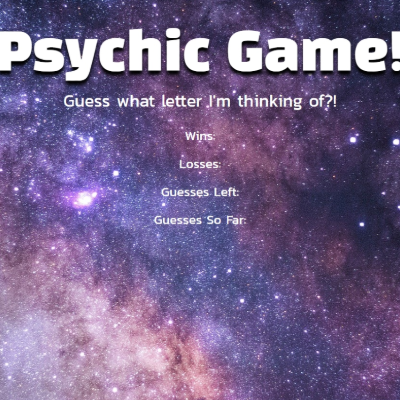 Psychic Game!
Guess what letter I'm thinking of?!
Wins:
Losses:
Guesses Left:
Guesses So Far: